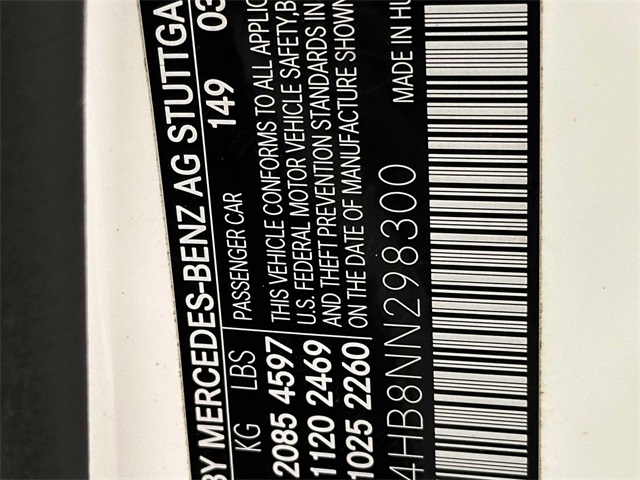 BY MERCEDES-BENZ AG STUTTGA
149 03
KG LBS PASSENGER CAR
2085 4597 THIS VEHICLE CONFORMS TO ALL APPLIC
U.S. FEDERAL MOTOR VEHICLE SAFETY, B
1120 2469 AND THEFT PREVENTION STANDARDS IN
1025 2260 ON THE DATE OF MANUFACTURE SHOWN
MADE IN HU
4HB8NN298300